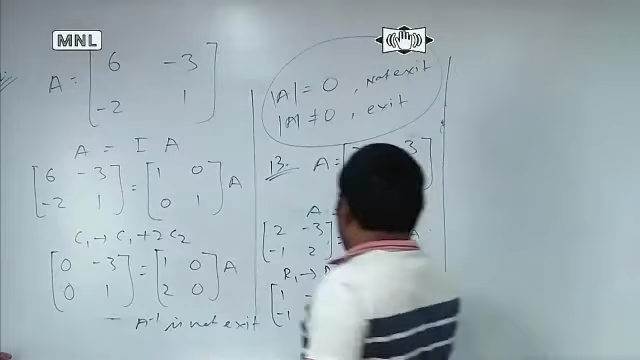 MNL
A = [ 6 -3
-2 1 ]
A = I A
[ 6 -3
-2 1 ] = [ 1 0
0 1 ] A
C₁ → C₁ + 2C₂
[ 0 -3
0 1 ] = [ 1 0
2 0 ] A
- A⁻¹ is not exit
|A| = 0 , not exit
|A| ≠ 0 , exit
13. A = [ 3
A
[ 2 -3
-1 2 ] A
R₁ →
[ 1
-1